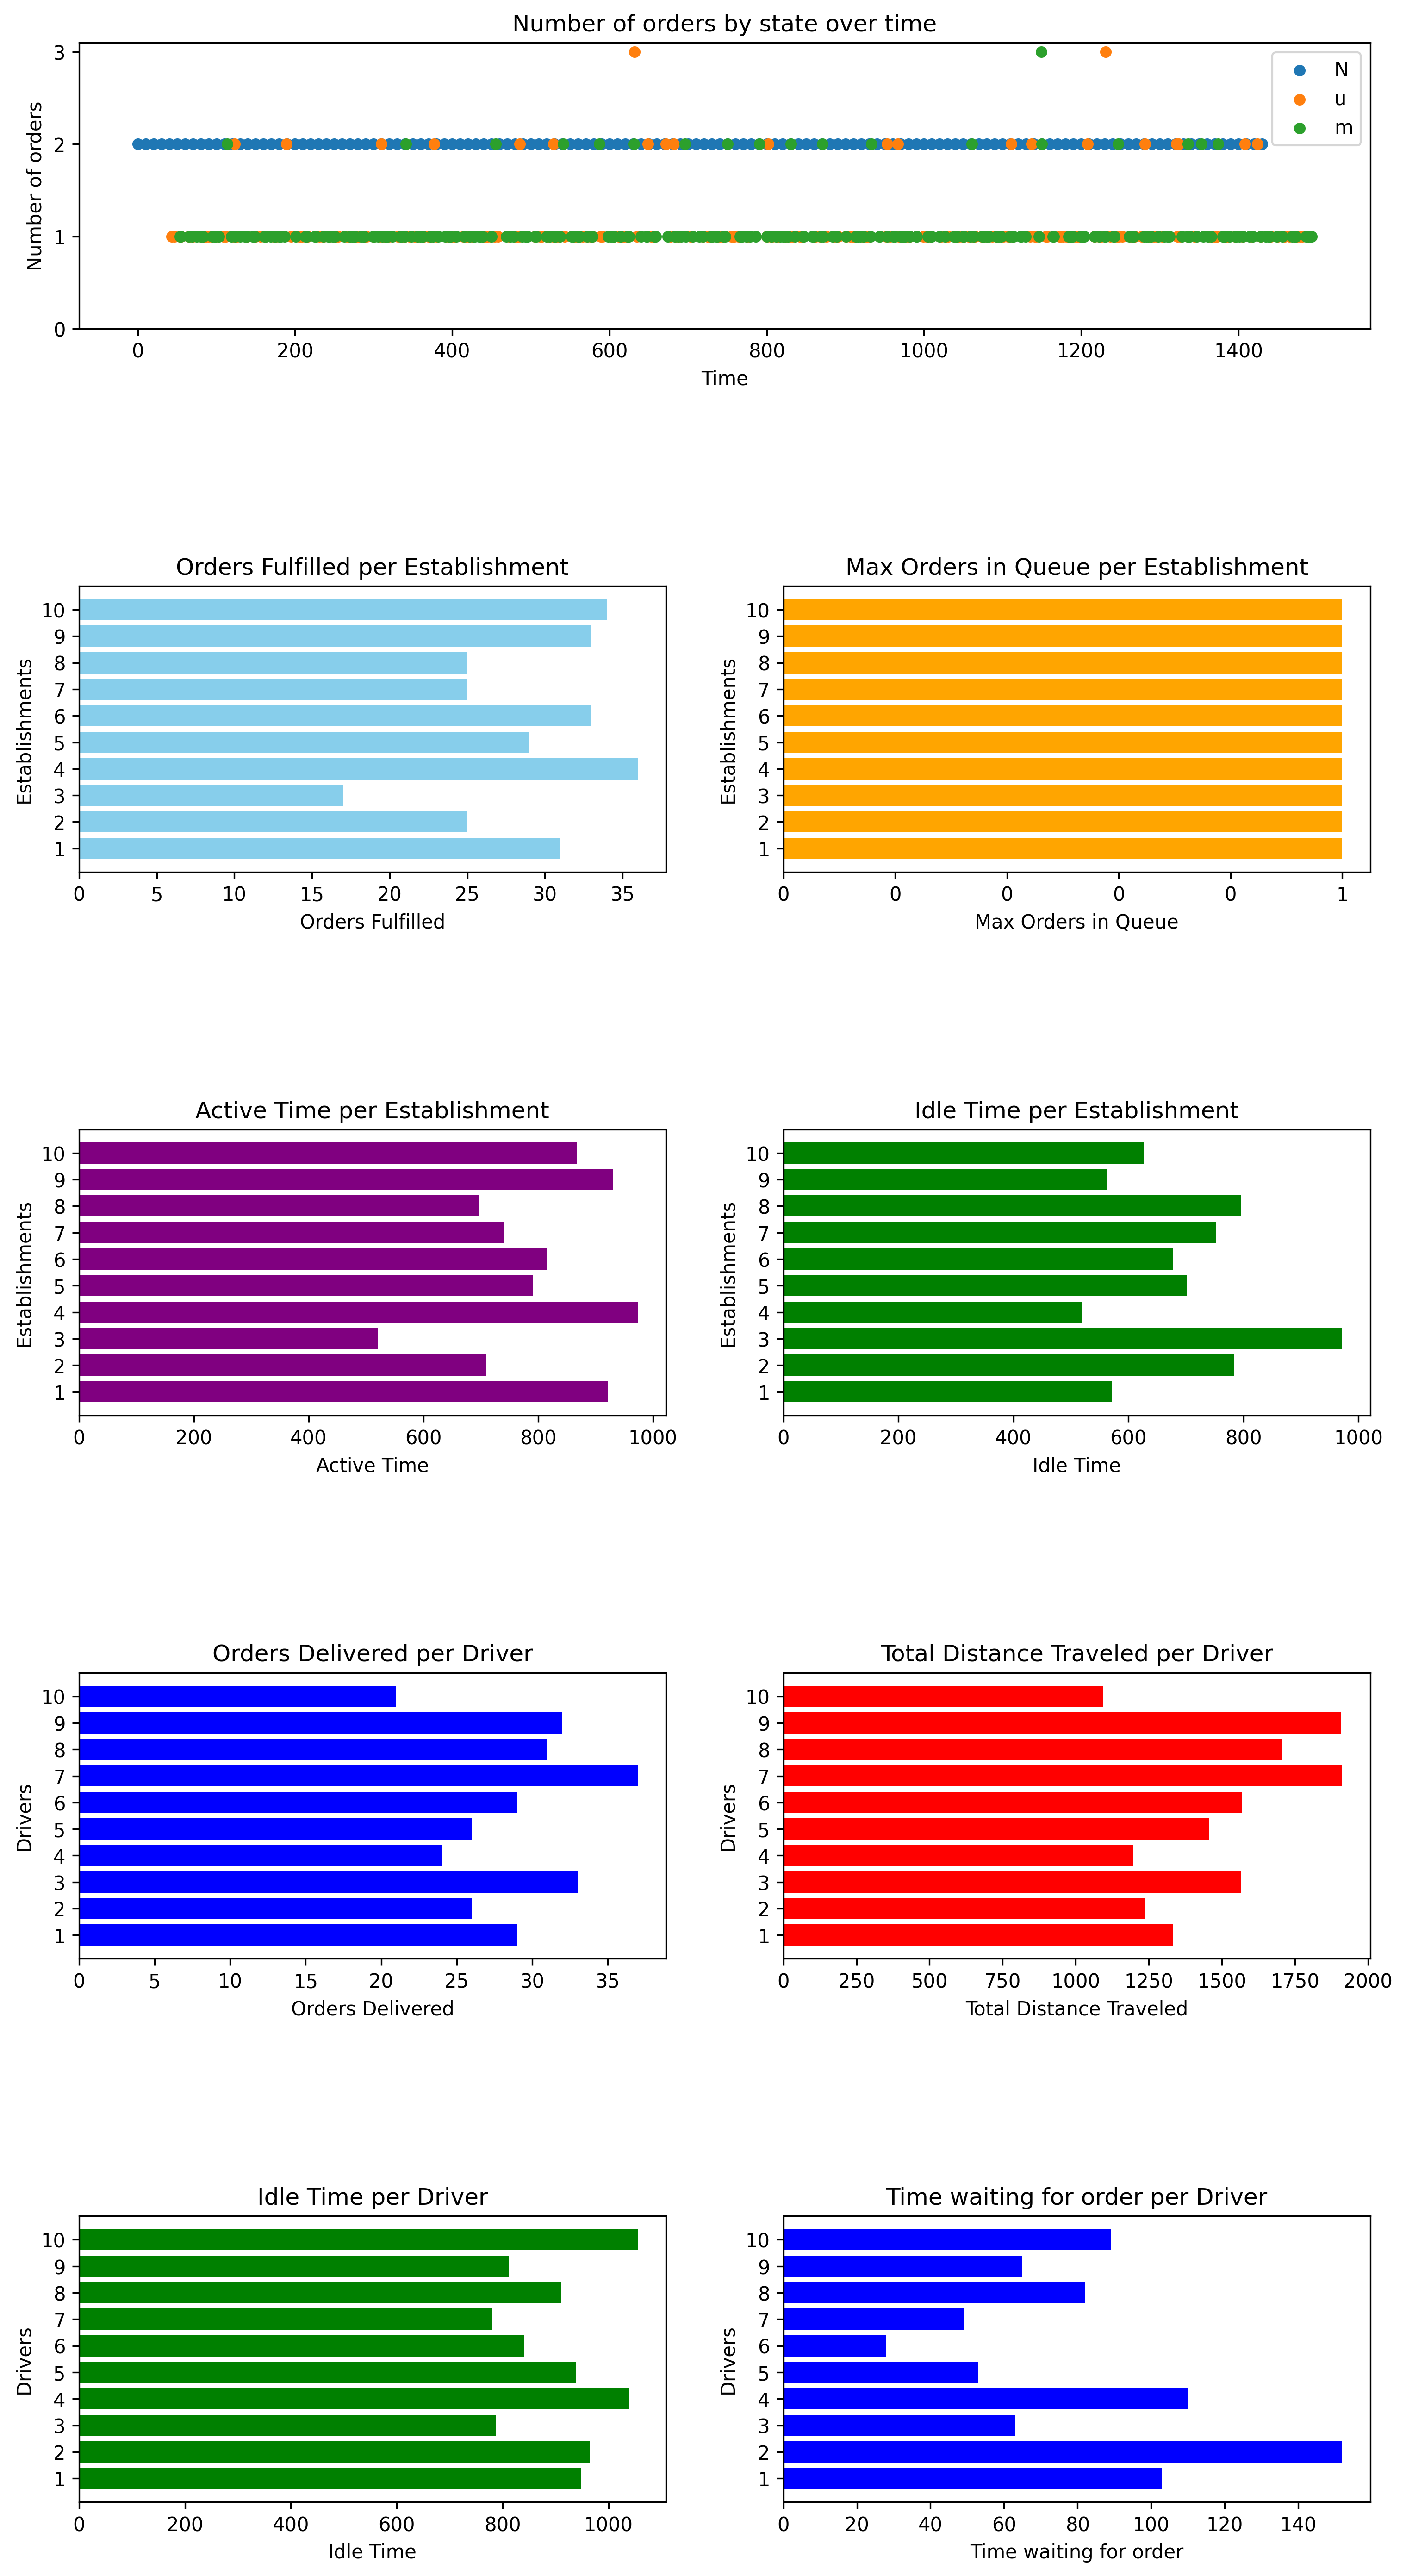 Number of orders by state over time
Number of orders
3
2
1
0
N
u
m
0 200 400 600 800 1000 1200 1400
Time
Orders Fulfilled per Establishment
Establishments
10
9
8
7
6
5
4
3
2
1
0 5 10 15 20 25 30 35
Orders Fulfilled
Max Orders in Queue per Establishment
Establishments
10
9
8
7
6
5
4
3
2
1
0 0 0 0 0 1
Max Orders in Queue
Active Time per Establishment
Establishments
10
9
8
7
6
5
4
3
2
1
0 200 400 600 800 1000
Active Time
Idle Time per Establishment
Establishments
10
9
8
7
6
5
4
3
2
1
0 200 400 600 800 1000
Idle Time
Orders Delivered per Driver
Drivers
10
9
8
7
6
5
4
3
2
1
0 5 10 15 20 25 30 35
Orders Delivered
Total Distance Traveled per Driver
Drivers
10
9
8
7
6
5
4
3
2
1
0 250 500 750 1000 1250 1500 1750 2000
Total Distance Traveled
Idle Time per Driver
Drivers
10
9
8
7
6
5
4
3
2
1
0 200 400 600 800 1000
Idle Time
Time waiting for order per Driver
Drivers
10
9
8
7
6
5
4
3
2
1
0 20 40 60 80 100 120 140
Time waiting for order